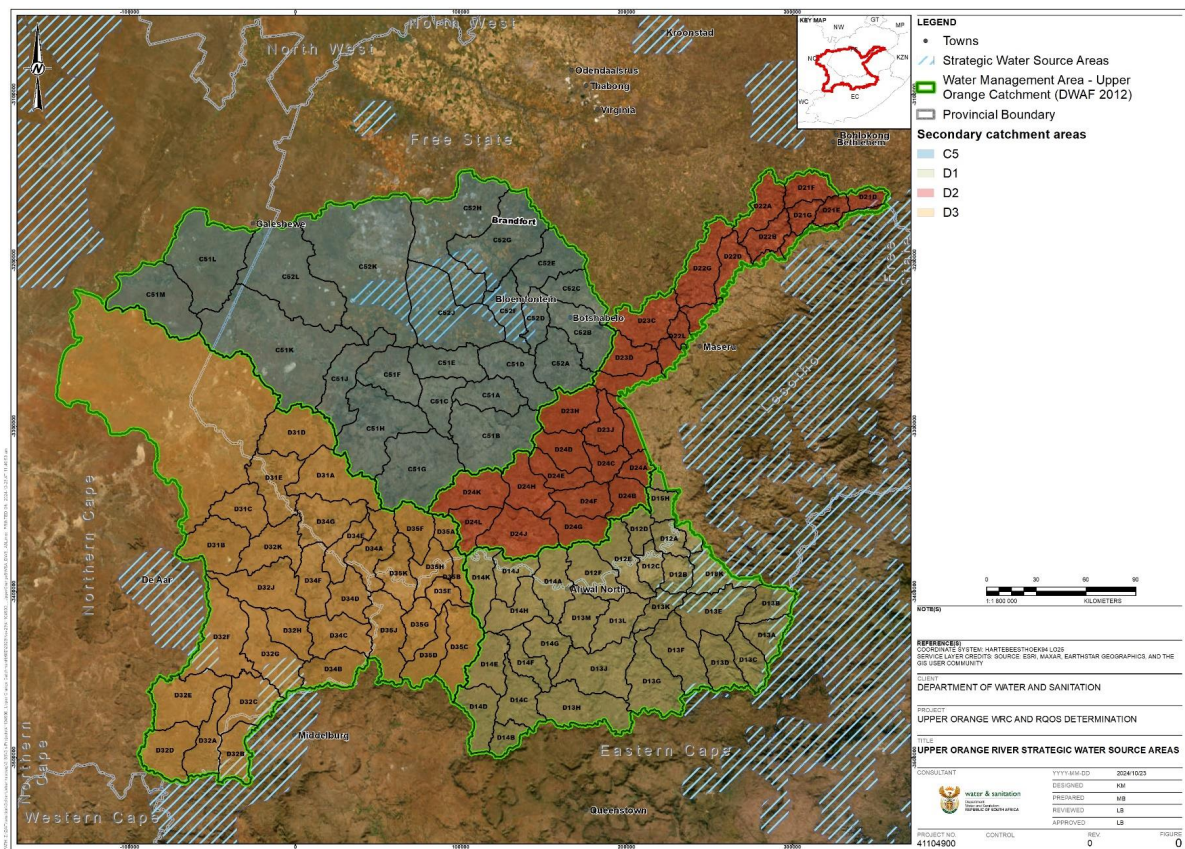 North West
North West
Kroonstad
Odendaalsrus
Thabong
Virginia
Free State
Bohlokong
Bethlehem
KEY MAP
NW
GT
MP
KZN
WC
EC
Galeshewe
Brandfort
Bloemfontein
Botshabelo
Maseru
Lesotho
Free State
Northern Cape
De Aar
Aliwal North
Middelburg
Eastern Cape
Queenstown
Northern Cape
Western Cape
C52H
C52G
C51L
C52L
C52K
C52E
C52C
C51M
C52J
C52F
C52D
C52B
C51K
C51J
C51F
C51E
C51D
C52A
C51C
C51A
C51H
C51B
C51G
D21F
D21D
D22A
D21G
D21E
D22B
D22D
D22G
D23C
D22L
D23D
D23H
D23J
D24D
D24C
D24A
D24E
D24K
D24H
D24F
D24B
D24L
D24J
D24G
D15H
D31D
D31E
D31A
D31C
D34G
D35F
D35A
D31B
D32K
D34E
D34A
D35K
D35H
D35B
D32J
D34F
D35E
D34D
D32F
D32H
D34C
D35J
D35G
D35D
D35C
D32G
D34B
D32E
D32C
D32D
D32A
D32B
D12D
D12A
D12E
D12C
D12B
D14K
D14J
D14A
D12F
D13K
D13E
D13B
D13A
D14H
D13M
D13L
D14G
D13F
D14E
D14F
D13J
D13D
D13C
D13G
D14D
D14C
D13H
D14B
LEGEND
Towns
Strategic Water Source Areas
Water Management Area - Upper
Orange Catchment (DWAF 2012)
Provincial Boundary
Secondary catchment areas
C5
D1
D2
D3
0 30 60 90
1:1 800 000 KILOMETERS
NOTE(S)
REFERENCE(S)
COORDINATE SYSTEM: HARTEBEESTHOEK94 LO25
SERVICE LAYER CREDITS: SOURCE: ESRI, MAXAR, EARTHSTAR GEOGRAPHICS, AND THE
GIS USER COMMUNITY
CLIENT
DEPARTMENT OF WATER AND SANITATION
PROJECT
UPPER ORANGE WRC AND RQOS DETERMINATION
TITLE
UPPER ORANGE RIVER STRATEGIC WATER SOURCE AREAS
CONSULTANT
water & sanitation
Department:
Water and Sanitation
REPUBLIC OF SOUTH AFRICA
YYYY-MM-DD 2024/10/23
DESIGNED KM
PREPARED MB
REVIEWED LB
APPROVED LB
PROJECT NO. CONTROL REV. FIGURE
41104900 0 0